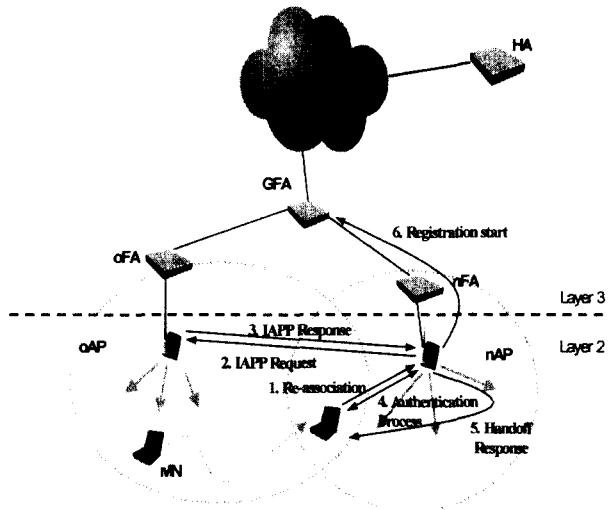 HA
GFA
6. Registration start
oFA
nFA
Layer 3
3. IAPP Response
oAP
nAP
Layer 2
2. IAPP Request
1. Re-association
4. Authentication
Process
5. Handoff
Response
MN